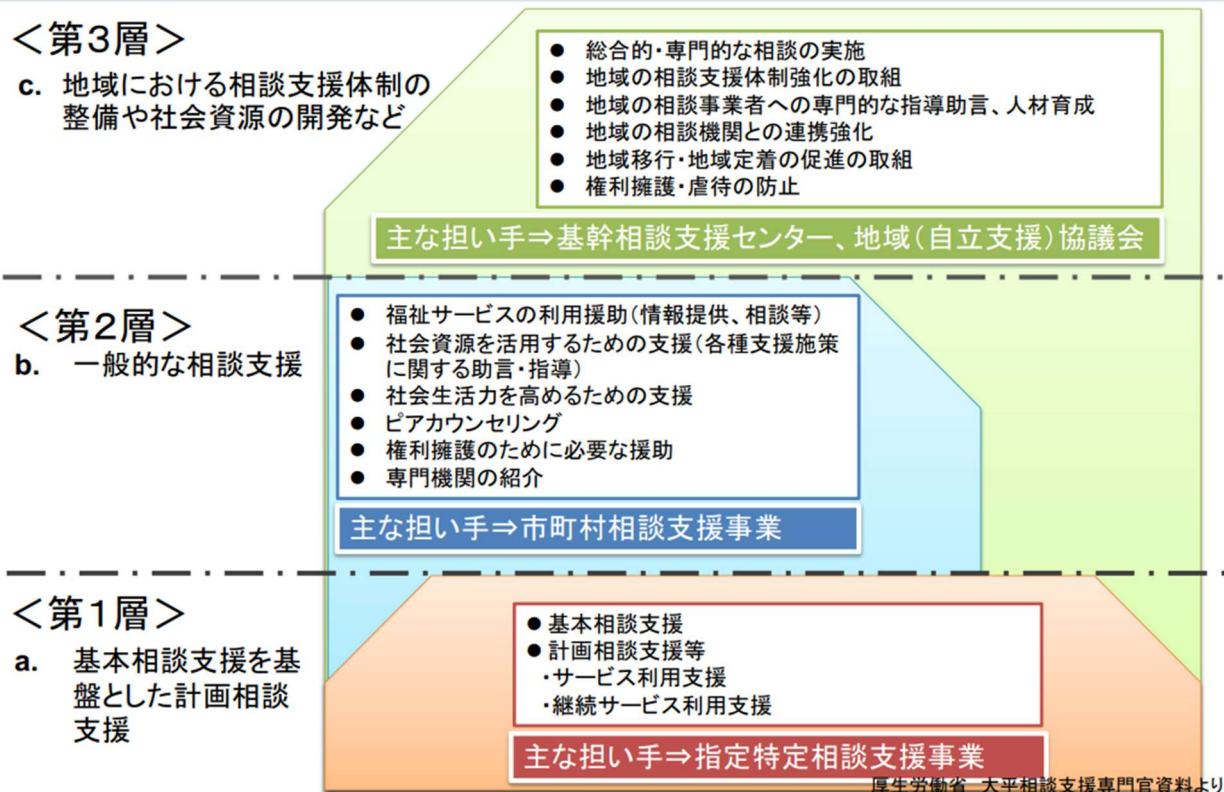 ＜第3層＞
c. 地域における相談支援体制の
整備や社会資源の開発など
● 総合的・専門的な相談の実施
● 地域の相談支援体制強化の取組
● 地域の相談事業者への専門的な指導助言、人材育成
● 地域の相談機関との連携強化
● 地域移行・地域定着の促進の取組
● 権利擁護・虐待の防止
主な担い手⇒基幹相談支援センター、地域（自立支援）協議会
＜第2層＞
b. 一般的な相談支援
● 福祉サービスの利用援助（情報提供、相談等）
● 社会資源を活用するための支援（各種支援施策
に関する助言・指導）
● 社会生活力を高めるための支援
● ピアカウンセリング
● 権利擁護のために必要な援助
● 専門機関の紹介
主な担い手⇒市町村相談支援事業
＜第1層＞
a. 基本相談支援を基
盤とした計画相談
支援
● 基本相談支援
● 計画相談支援等
・サービス利用支援
・継続サービス利用支援
主な担い手⇒指定特定相談支援事業
厚生労働省 大平相談支援専門官資料より